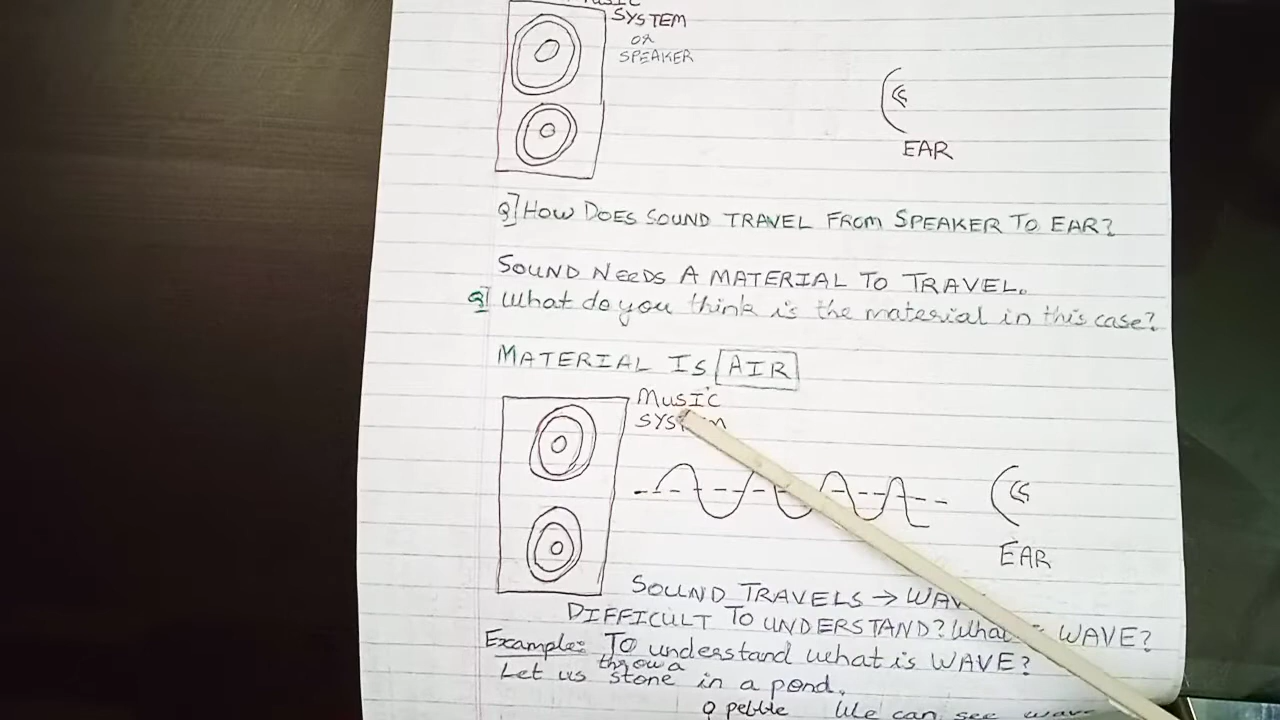 SYSTEM
OR
SPEAKER
EAR
Q] HOW DOES SOUND TRAVEL FROM SPEAKER TO EAR?
SOUND NEEDS A MATERIAL TO TRAVEL.
Q] What do you think is the material in this case?
MATERIAL IS AIR
MUSIC
EAR
SOUND TRAVELS →
DIFFICULT TO UNDERSTAND? What WAVE?
Example: To understand what is WAVE?
Let us throw a stone in a pond.
pebble We can see